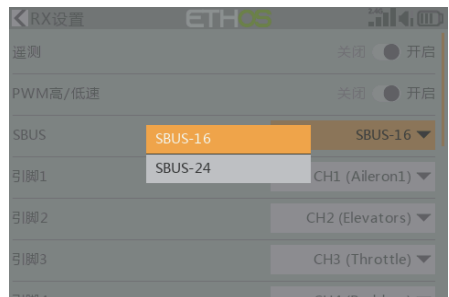 RX设置 ETHOS
遥测 关闭 开启
PWM高/低速 关闭 开启
SBUS SBUS-16
SBUS-16
SBUS-24
引脚1 CH1 (Aileron1)
引脚2 CH2 (Elevators)
引脚3 CH3 (Throttle)